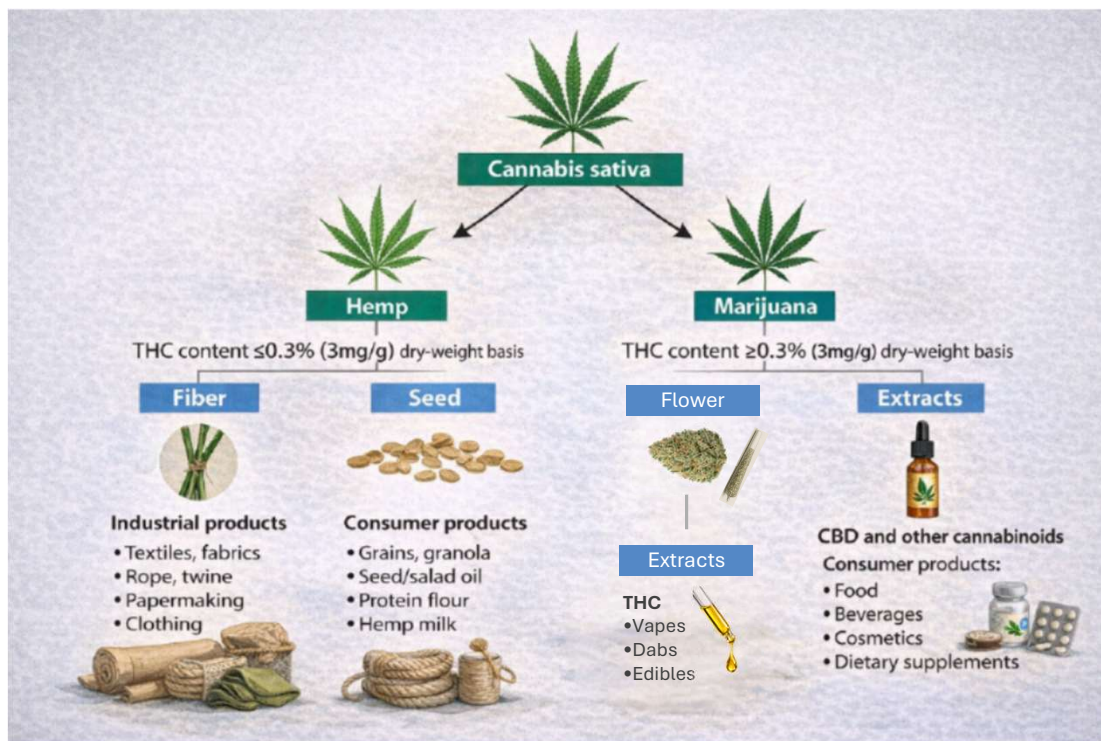 Cannabis sativa
Hemp
THC content ≤0.3% (3mg/g) dry-weight basis
Fiber
Industrial products
• Textiles, fabrics
• Rope, twine
• Papermaking
• Clothing
Seed
Consumer products
• Grains, granola
• Seed/salad oil
• Protein flour
• Hemp milk
Marijuana
THC content ≥0.3% (3mg/g) dry-weight basis
Flower
Extracts
THC
•Vapes
•Dabs
•Edibles
Extracts
CBD and other cannabinoids
Consumer products:
• Food
• Beverages
• Cosmetics
• Dietary supplements